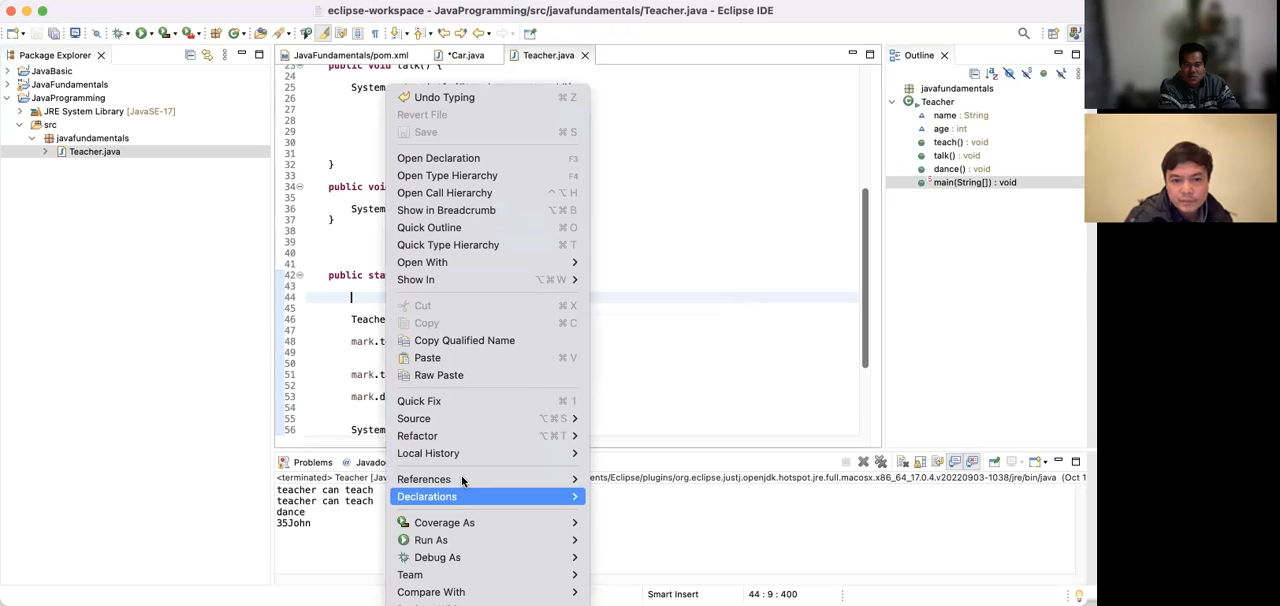 eclipse-workspace - JavaProgramming/src/javafundamentals/Teacher.java - Eclipse IDE
Package Explorer
JavaBasic
JavaFundamentals
JavaProgramming
JRE System Library [JavaSE-17]
src
javafundamentals
Teacher.java
JavaFundamentals/pom.xml
*Car.java
Teacher.java
23 public void talk() {
24
25 System
26
27
28
29
30
31
32 }
33
34 public voi
35
36 System
37 }
38
39
40
41
42 public sta
43
44
45
46 Teache
47
48 mark.t
49
50
51 mark.t
52
53 mark.d
54
55
56 System
Undo Typing ⌘ Z
Revert File
Save ⌘ S
Open Declaration F3
Open Type Hierarchy F4
Open Call Hierarchy ^⌥ H
Show in Breadcrumb ⌥⌘ B
Quick Outline ⌘ O
Quick Type Hierarchy ⌘ T
Open With
Show In ⌥⌘ W
Cut ⌘ X
Copy ⌘ C
Copy Qualified Name
Paste ⌘ V
Raw Paste
Quick Fix ⌘ 1
Source ⌥⌘ S
Refactor ⌥⌘ T
Local History
References
Declarations
Coverage As
Run As
Debug As
Team
Compare With
Outline
javafundamentals
Teacher
name : String
age : int
teach() : void
talk() : void
dance() : void
main(String[]) : void
Problems
@ Javado
<terminated> Teacher [Java
ents/Eclipse/plugins/org.eclipse.justj.openjdk.hotspot.jre.full.macosx.x86_64_17.0.4.v20220903-1038/jre/bin/java (Oct 1
teacher can teach
teacher can teach
dance
35John
Smart Insert
44 : 9 : 400